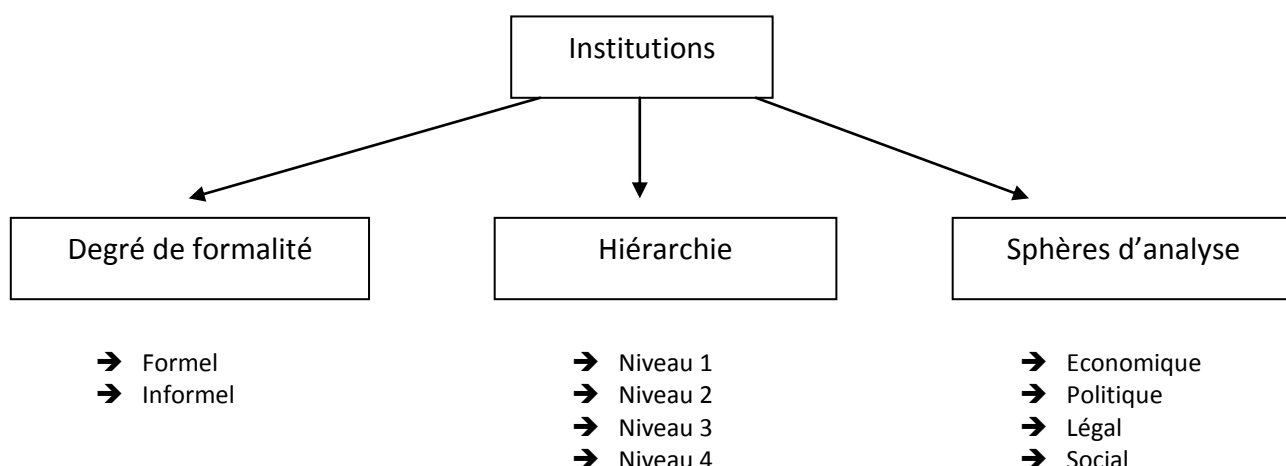 Institutions
Degré de formalité
Hiérarchie
Sphères d'analyse
➔ Formel
➔ Informel
➔ Niveau 1
➔ Niveau 2
➔ Niveau 3
➔ Niveau 4
➔ Economique
➔ Politique
➔ Légal
➔ Social